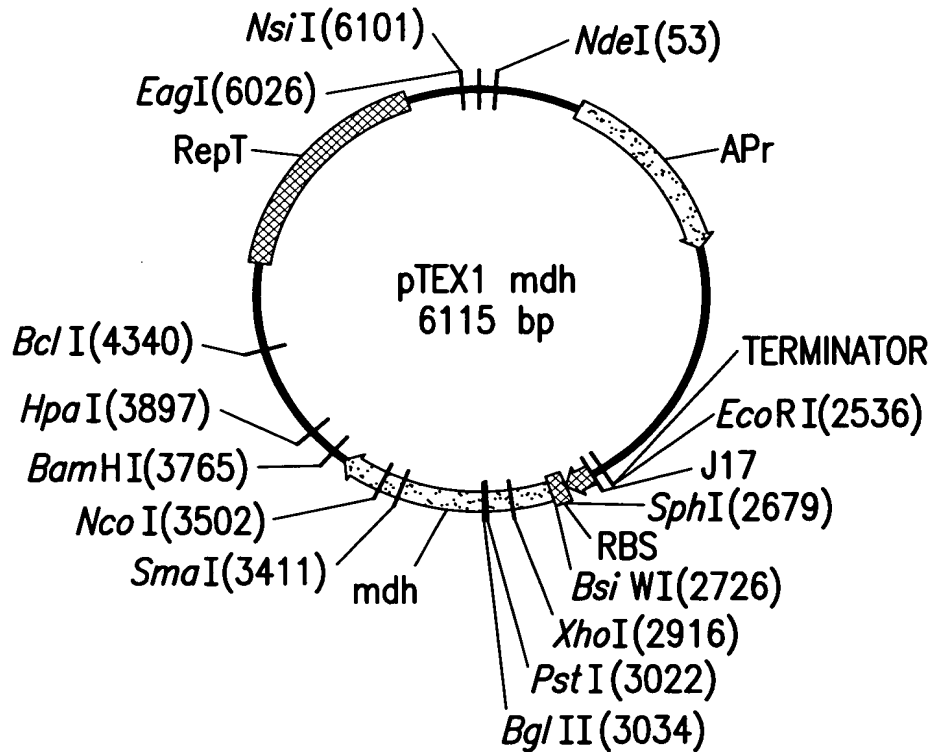 NsiI(6101)
NdeI(53)
EagI(6026)
RepT
APr
pTEX1 mdh
6115 bp
BclI(4340)
TERMINATOR
HpaI(3897)
EcoRI(2536)
BamHI(3765)
J17
NcoI(3502)
SphI(2679)
SmaI(3411)
mdh
RBS
BsiWI(2726)
XhoI(2916)
PstI(3022)
BglII(3034)